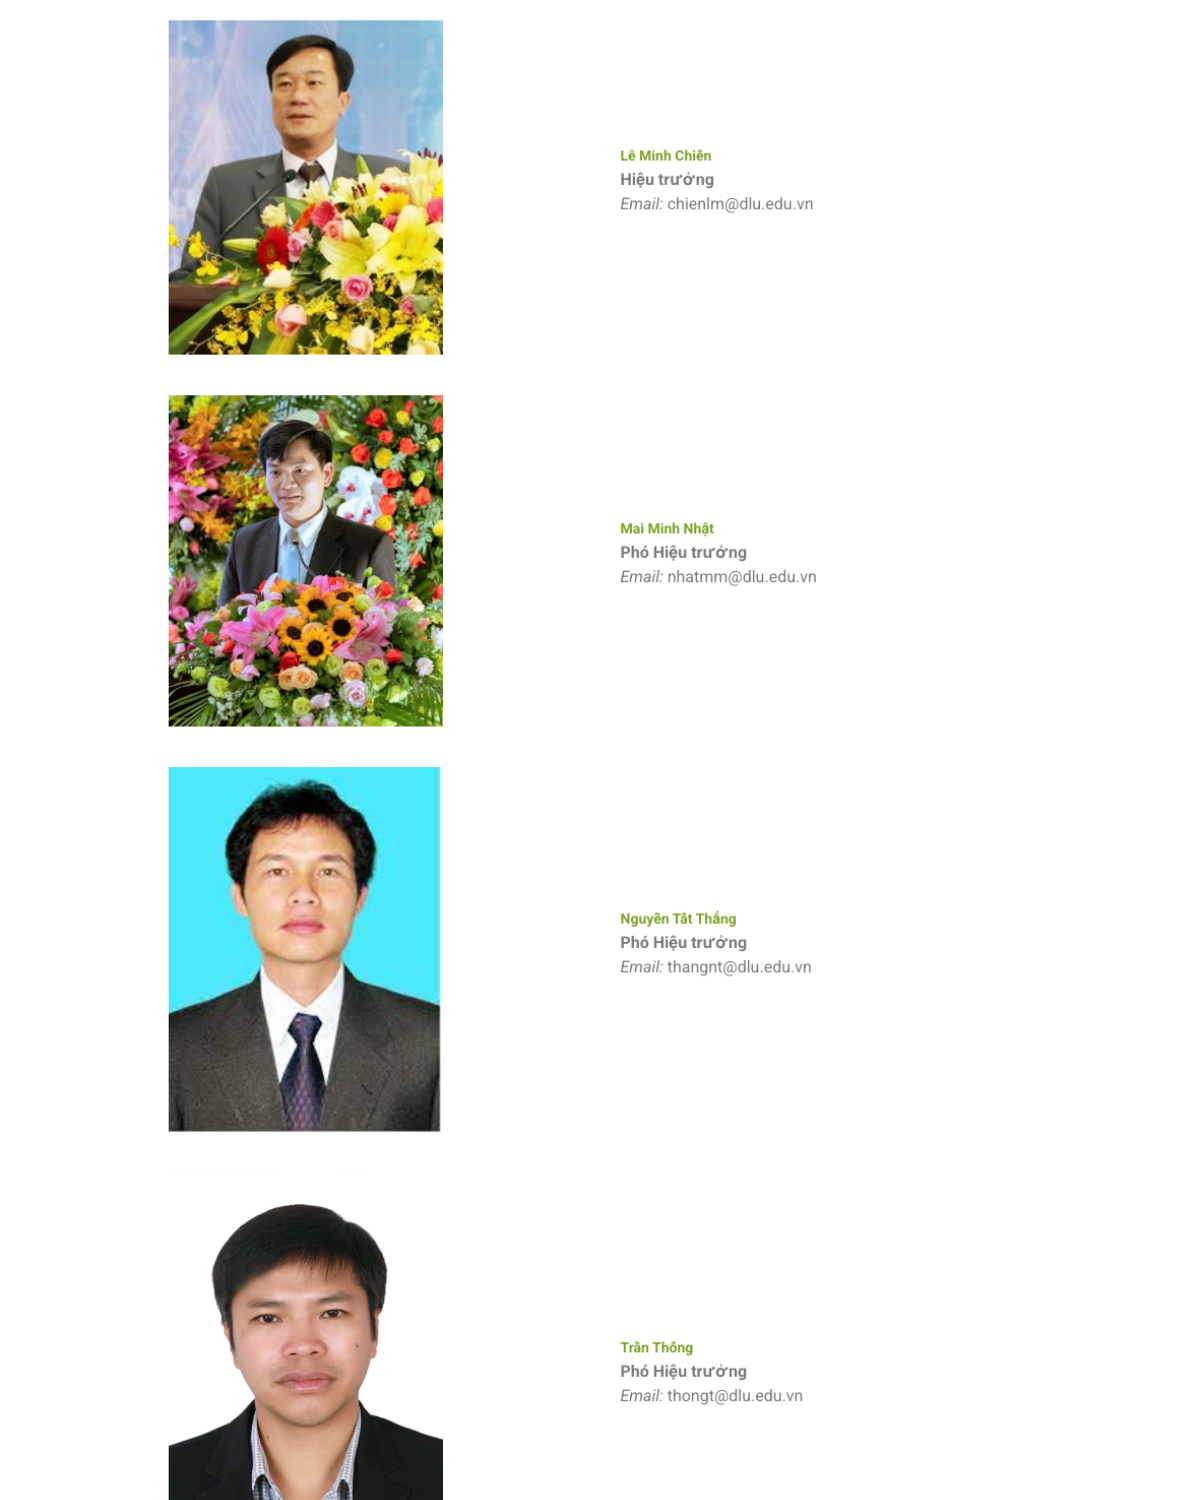 Lê Minh Chiến
Hiệu trưởng
Email: chienlm@dlu.edu.vn
Mai Minh Nhật
Phó Hiệu trưởng
Email: nhatmm@dlu.edu.vn
Nguyễn Tất Thắng
Phó Hiệu trưởng
Email: thangnt@dlu.edu.vn
Trần Thống
Phó Hiệu trưởng
Email: thongt@dlu.edu.vn